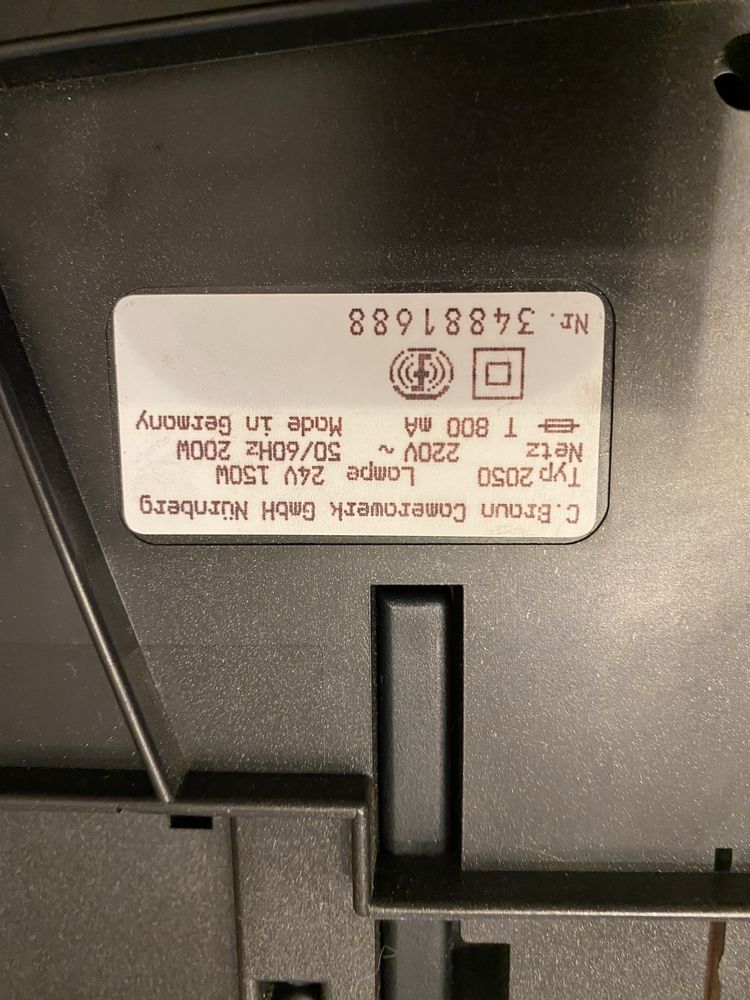 C.Braun Camerawerk GmbH Nürnberg
Typ 2050 Lampe 24V 150W
Netz 220V ~ 50/60Hz 200W
T 800 mA Made in Germany
Nr. 34881688